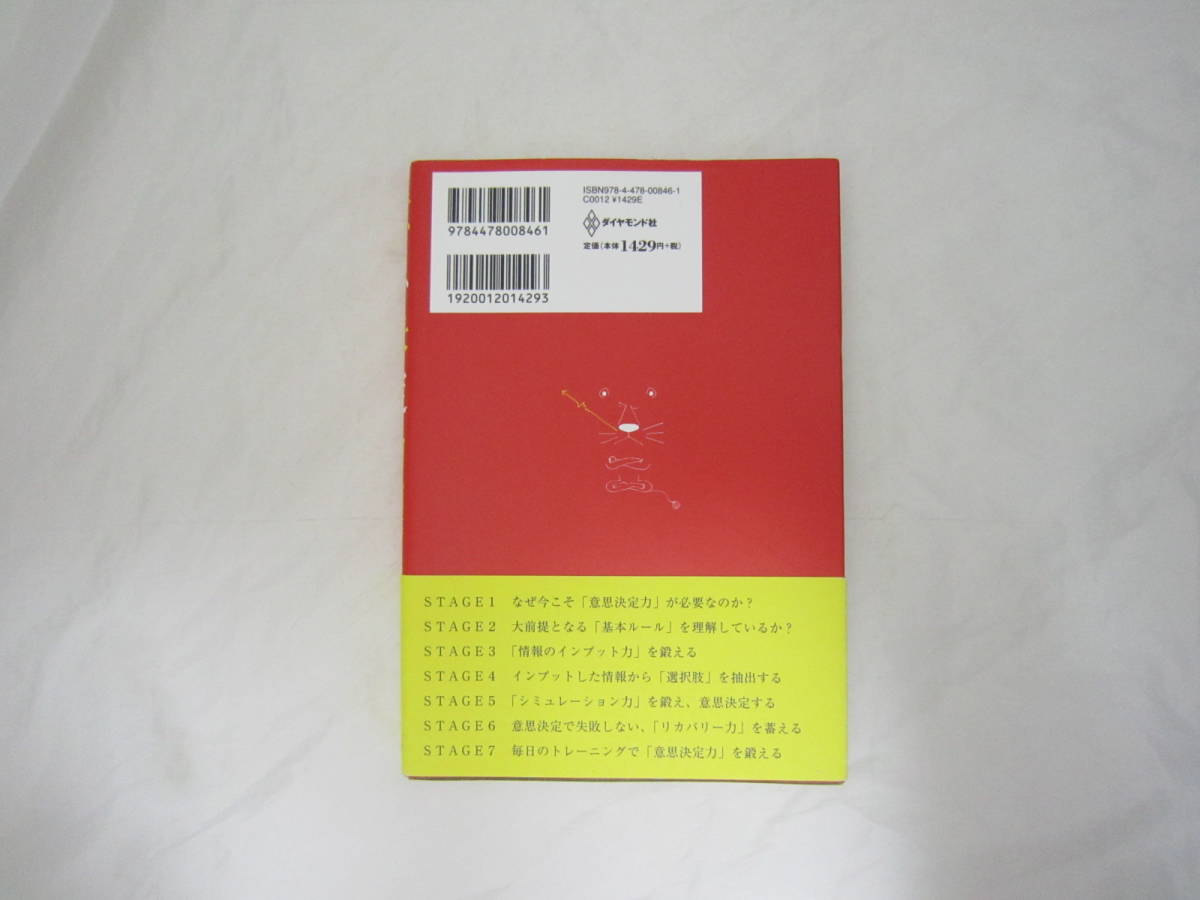 9784478008461
1920012014293
ISBN978-4-478-00846-1
C0012 ¥1429E
ダイヤモンド社
定価(本体1429円+税)
STAGE1 なぜ今こそ「意思決定力」が必要なのか?
STAGE2 大前提となる「基本ルール」を理解しているか?
STAGE3 「情報のインプット力」を鍛える
STAGE4 インプットした情報から「選択肢」を抽出する
STAGE5 「シミュレーション力」を鍛え、意思決定する
STAGE6 意思決定で失敗しない、「リカバリー力」を蓄える
STAGE7 毎日のトレーニングで「意思決定力」を鍛える